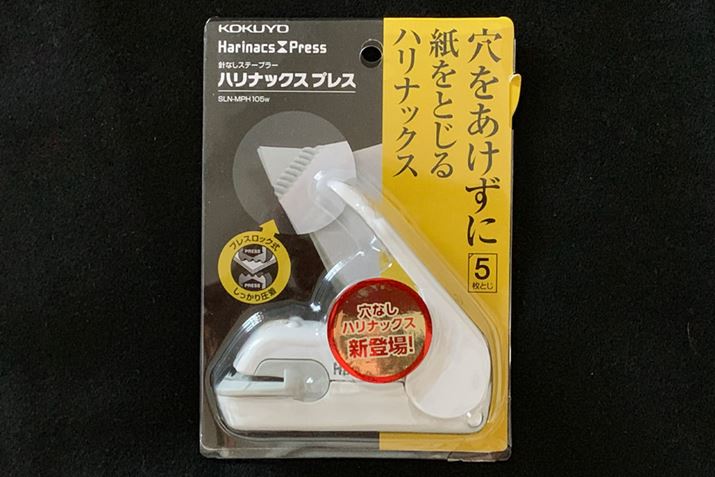 KOKUYO
Harinacs Press
針なしステープラー
ハリナックス プレス
SLN-MPH105W
穴をあけずに
紙をとじる
ハリナックス
5
枚とじ
プレスロック式
PRESS
PRESS
しっかり圧着
穴なし
ハリナックス
新登場!